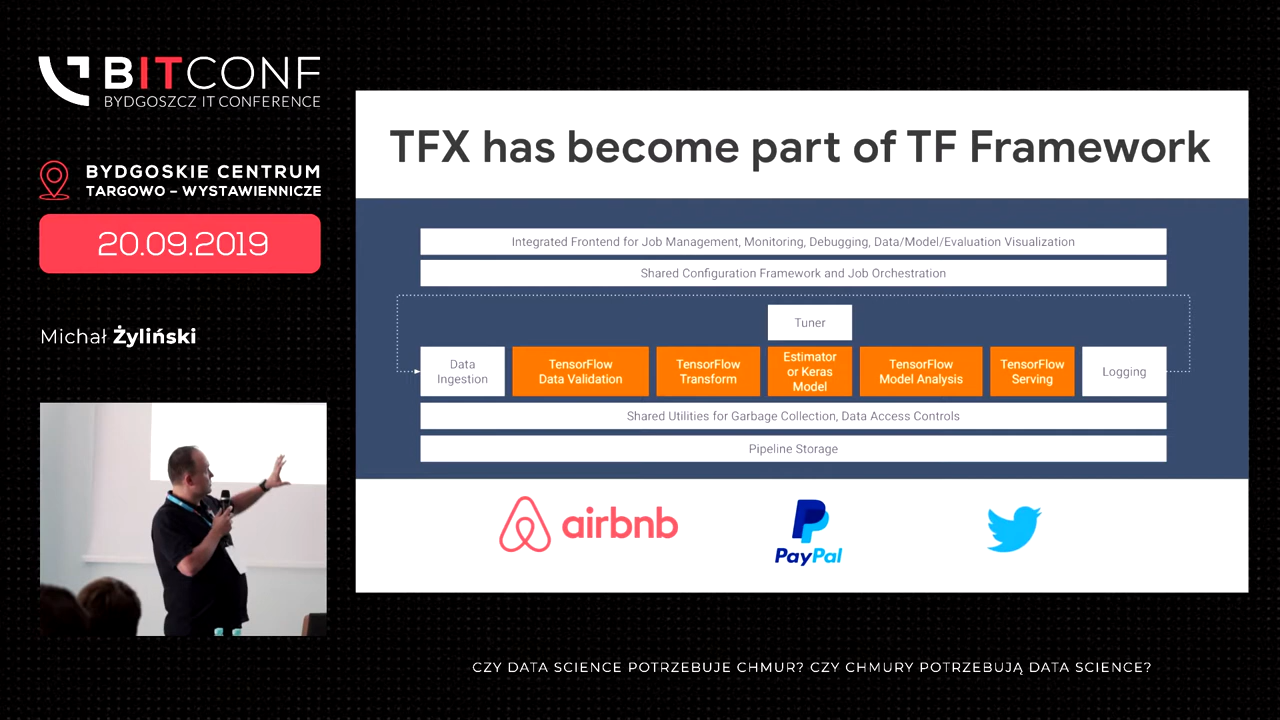 BITCONF
BYDGOSZCZ IT CONFERENCE
BYDGOSKIE CENTRUM
TARGOWO – WYSTAWIENNICZE
20.09.2019
Michał Żyliński
TFX has become part of TF Framework
Integrated Frontend for Job Management, Monitoring, Debugging, Data/Model/Evaluation Visualization
Shared Configuration Framework and Job Orchestration
Tuner
Data
Ingestion
TensorFlow
Data Validation
TensorFlow
Transform
Estimator
or Keras
Model
TensorFlow
Model Analysis
TensorFlow
Serving
Logging
Shared Utilities for Garbage Collection, Data Access Controls
Pipeline Storage
airbnb
PayPal
CZY DATA SCIENCE POTRZEBUJE CHMUR? CZY CHMURY POTRZEBUJĄ DATA SCIENCE?